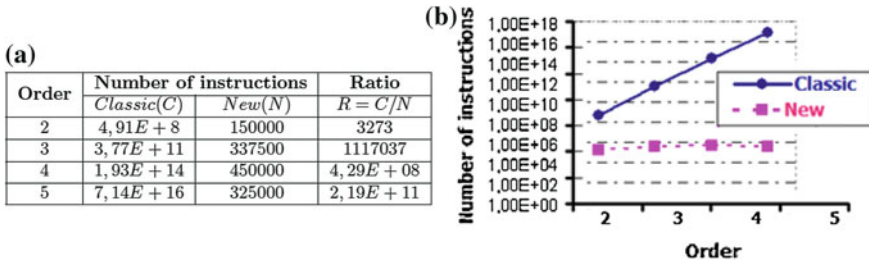 (a)
Order Number of instructions Ratio
Classic(C) New(N) R = C/N
2 4,91E + 8 150000 3273
3 3,77E + 11 337500 1117037
4 1,93E + 14 450000 4,29E + 08
5 7,14E + 16 325000 2,19E + 11
(b)
Number of instructions
1,00E+18
1,00E+16
1,00E+14
1,00E+12
1,00E+10
1,00E+08
1,00E+06
1,00E+04
1,00E+02
1,00E+00
2 3 4 5
Order
Classic
New